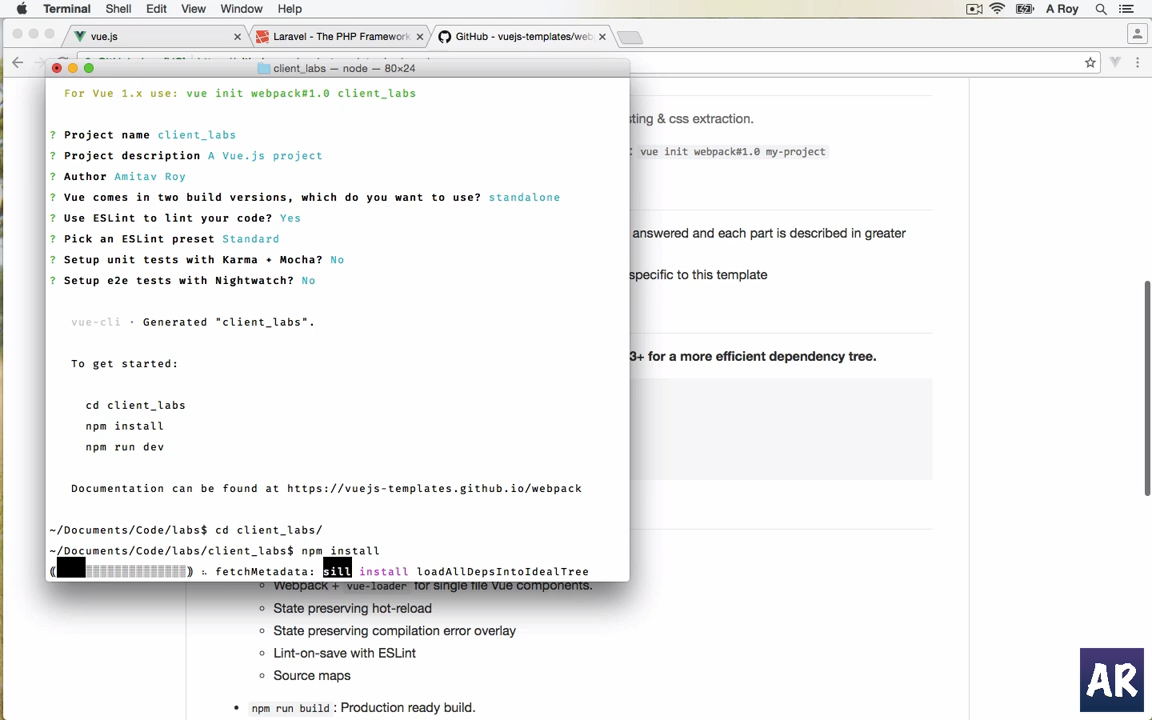 Terminal Shell Edit View Window Help A Roy
vue.js Laravel - The PHP Framework GitHub - vuejs-templates/web
client_labs — node — 80×24
For Vue 1.x use: vue init webpack#1.0 client_labs
? Project name client_labs
? Project description A Vue.js project
? Author Amitav Roy
? Vue comes in two build versions, which do you want to use? standalone
? Use ESLint to lint your code? Yes
? Pick an ESLint preset Standard
? Setup unit tests with Karma + Mocha? No
? Setup e2e tests with Nightwatch? No
vue-cli · Generated "client_labs".
To get started:
cd client_labs
npm install
npm run dev
Documentation can be found at https://vuejs-templates.github.io/webpack
~/Documents/Code/labs$ cd client_labs/
~/Documents/Code/labs/client_labs$ npm install
fetchMetadata: sill install loadAllDepsIntoIdealTree
sting & css extraction.
: vue init webpack#1.0 my-project
answered and each part is described in greater
specific to this template
3+ for a more efficient dependency tree.
Webpack + vue-loader for single file Vue components.
State preserving hot-reload
State preserving compilation error overlay
Lint-on-save with ESLint
Source maps
npm run build: Production ready build.
AR